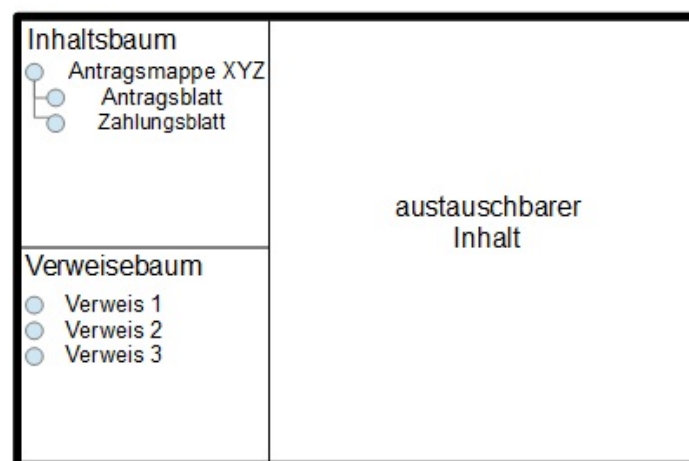 Inhaltsbaum
Antragsmappe XYZ
Antragsblatt
Zahlungsblatt
Verweisebaum
Verweis 1
Verweis 2
Verweis 3
austauschbarer
Inhalt